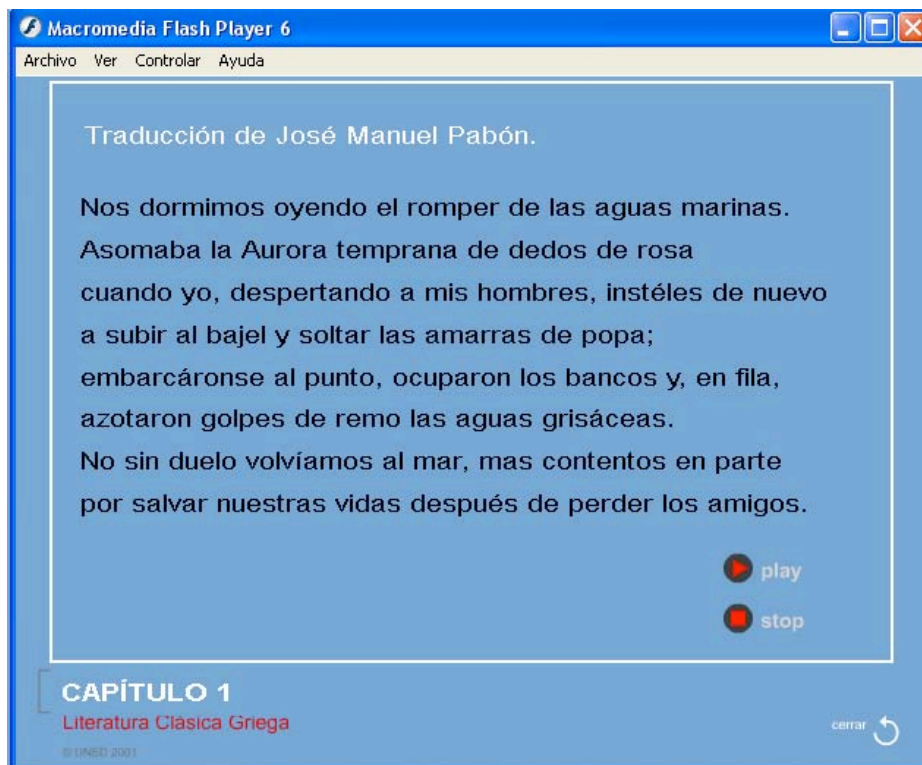 Macromedia Flash Player 6
Archivo Ver Controlar Ayuda
Traducción de José Manuel Pabón.
Nos dormimos oyendo el romper de las aguas marinas.
Asomaba la Aurora temprana de dedos de rosa
cuando yo, despertando a mis hombres, instéles de nuevo
a subir al bajel y soltar las amarras de popa;
embarcáronse al punto, ocuparon los bancos y, en fila,
azotaron golpes de remo las aguas grisáceas.
No sin duelo volvíamos al mar, mas contentos en parte
por salvar nuestras vidas después de perder los amigos.
play
stop
CAPÍTULO 1
Literatura Clásica Griega
cerrar
© UNED 2001